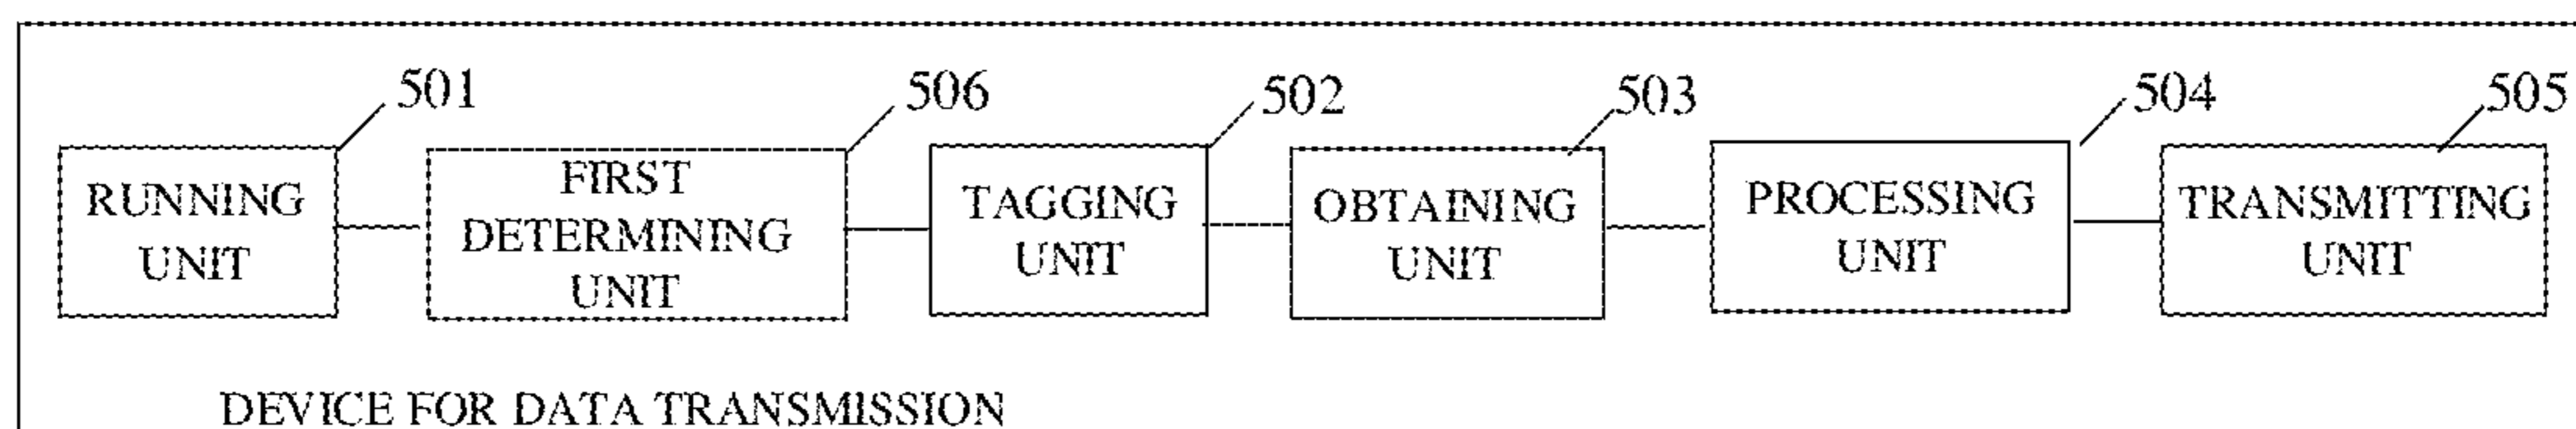 501
506
502
503
504
505
RUNNING
UNIT
FIRST
DETERMINING
UNIT
TAGGING
UNIT
OBTAINING
UNIT
PROCESSING
UNIT
TRANSMITTING
UNIT
DEVICE FOR DATA TRANSMISSION